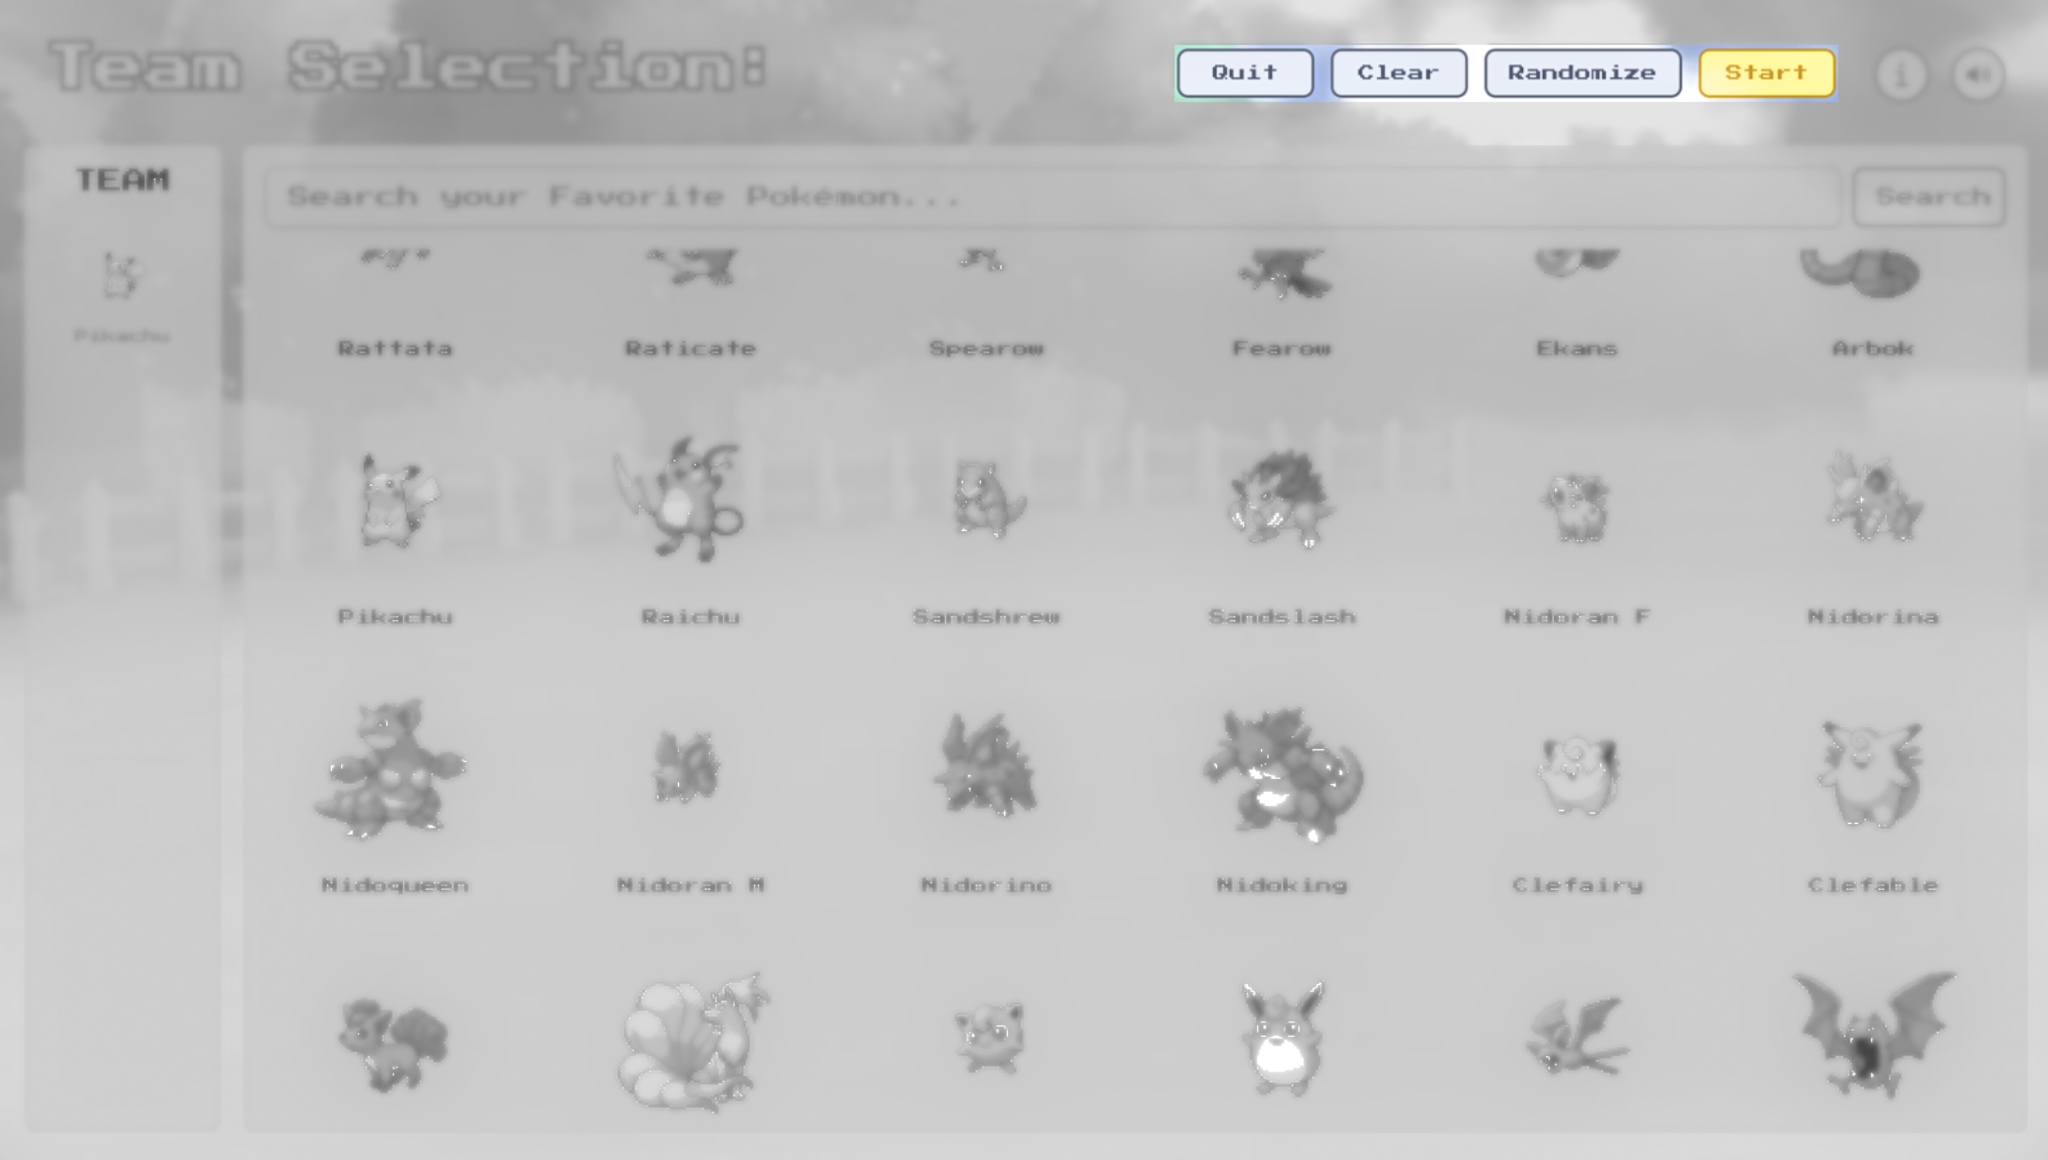 Team Selection:
Quit Clear Randomize Start i
TEAM
Search your Favorite Pokémon... Search
Pikachu
Rattata Raticate Spearow Fearow Ekans Arbok
Pikachu Raichu Sandshrew Sandslash Nidoran F Nidorina
Nidoqueen Nidoran M Nidorino Nidoking Clefairy Clefable